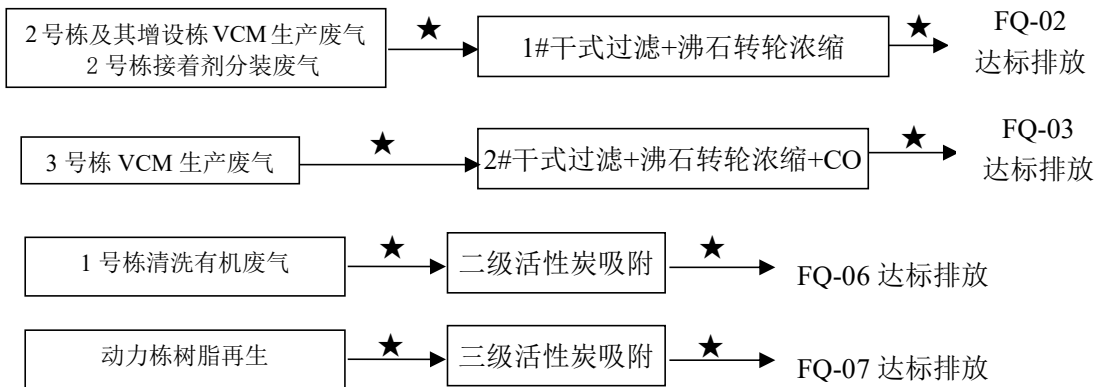 2号栋及其增设栋VCM生产废气
2号栋接着剂分装废气
★
1#干式过滤+沸石转轮浓缩
★
FQ-02
达标排放
3号栋VCM生产废气
★
2#干式过滤+沸石转轮浓缩+CO
★
FQ-03
达标排放
1号栋清洗有机废气
★
二级活性炭吸附
★
FQ-06 达标排放
动力栋树脂再生
★
三级活性炭吸附
★
FQ-07 达标排放